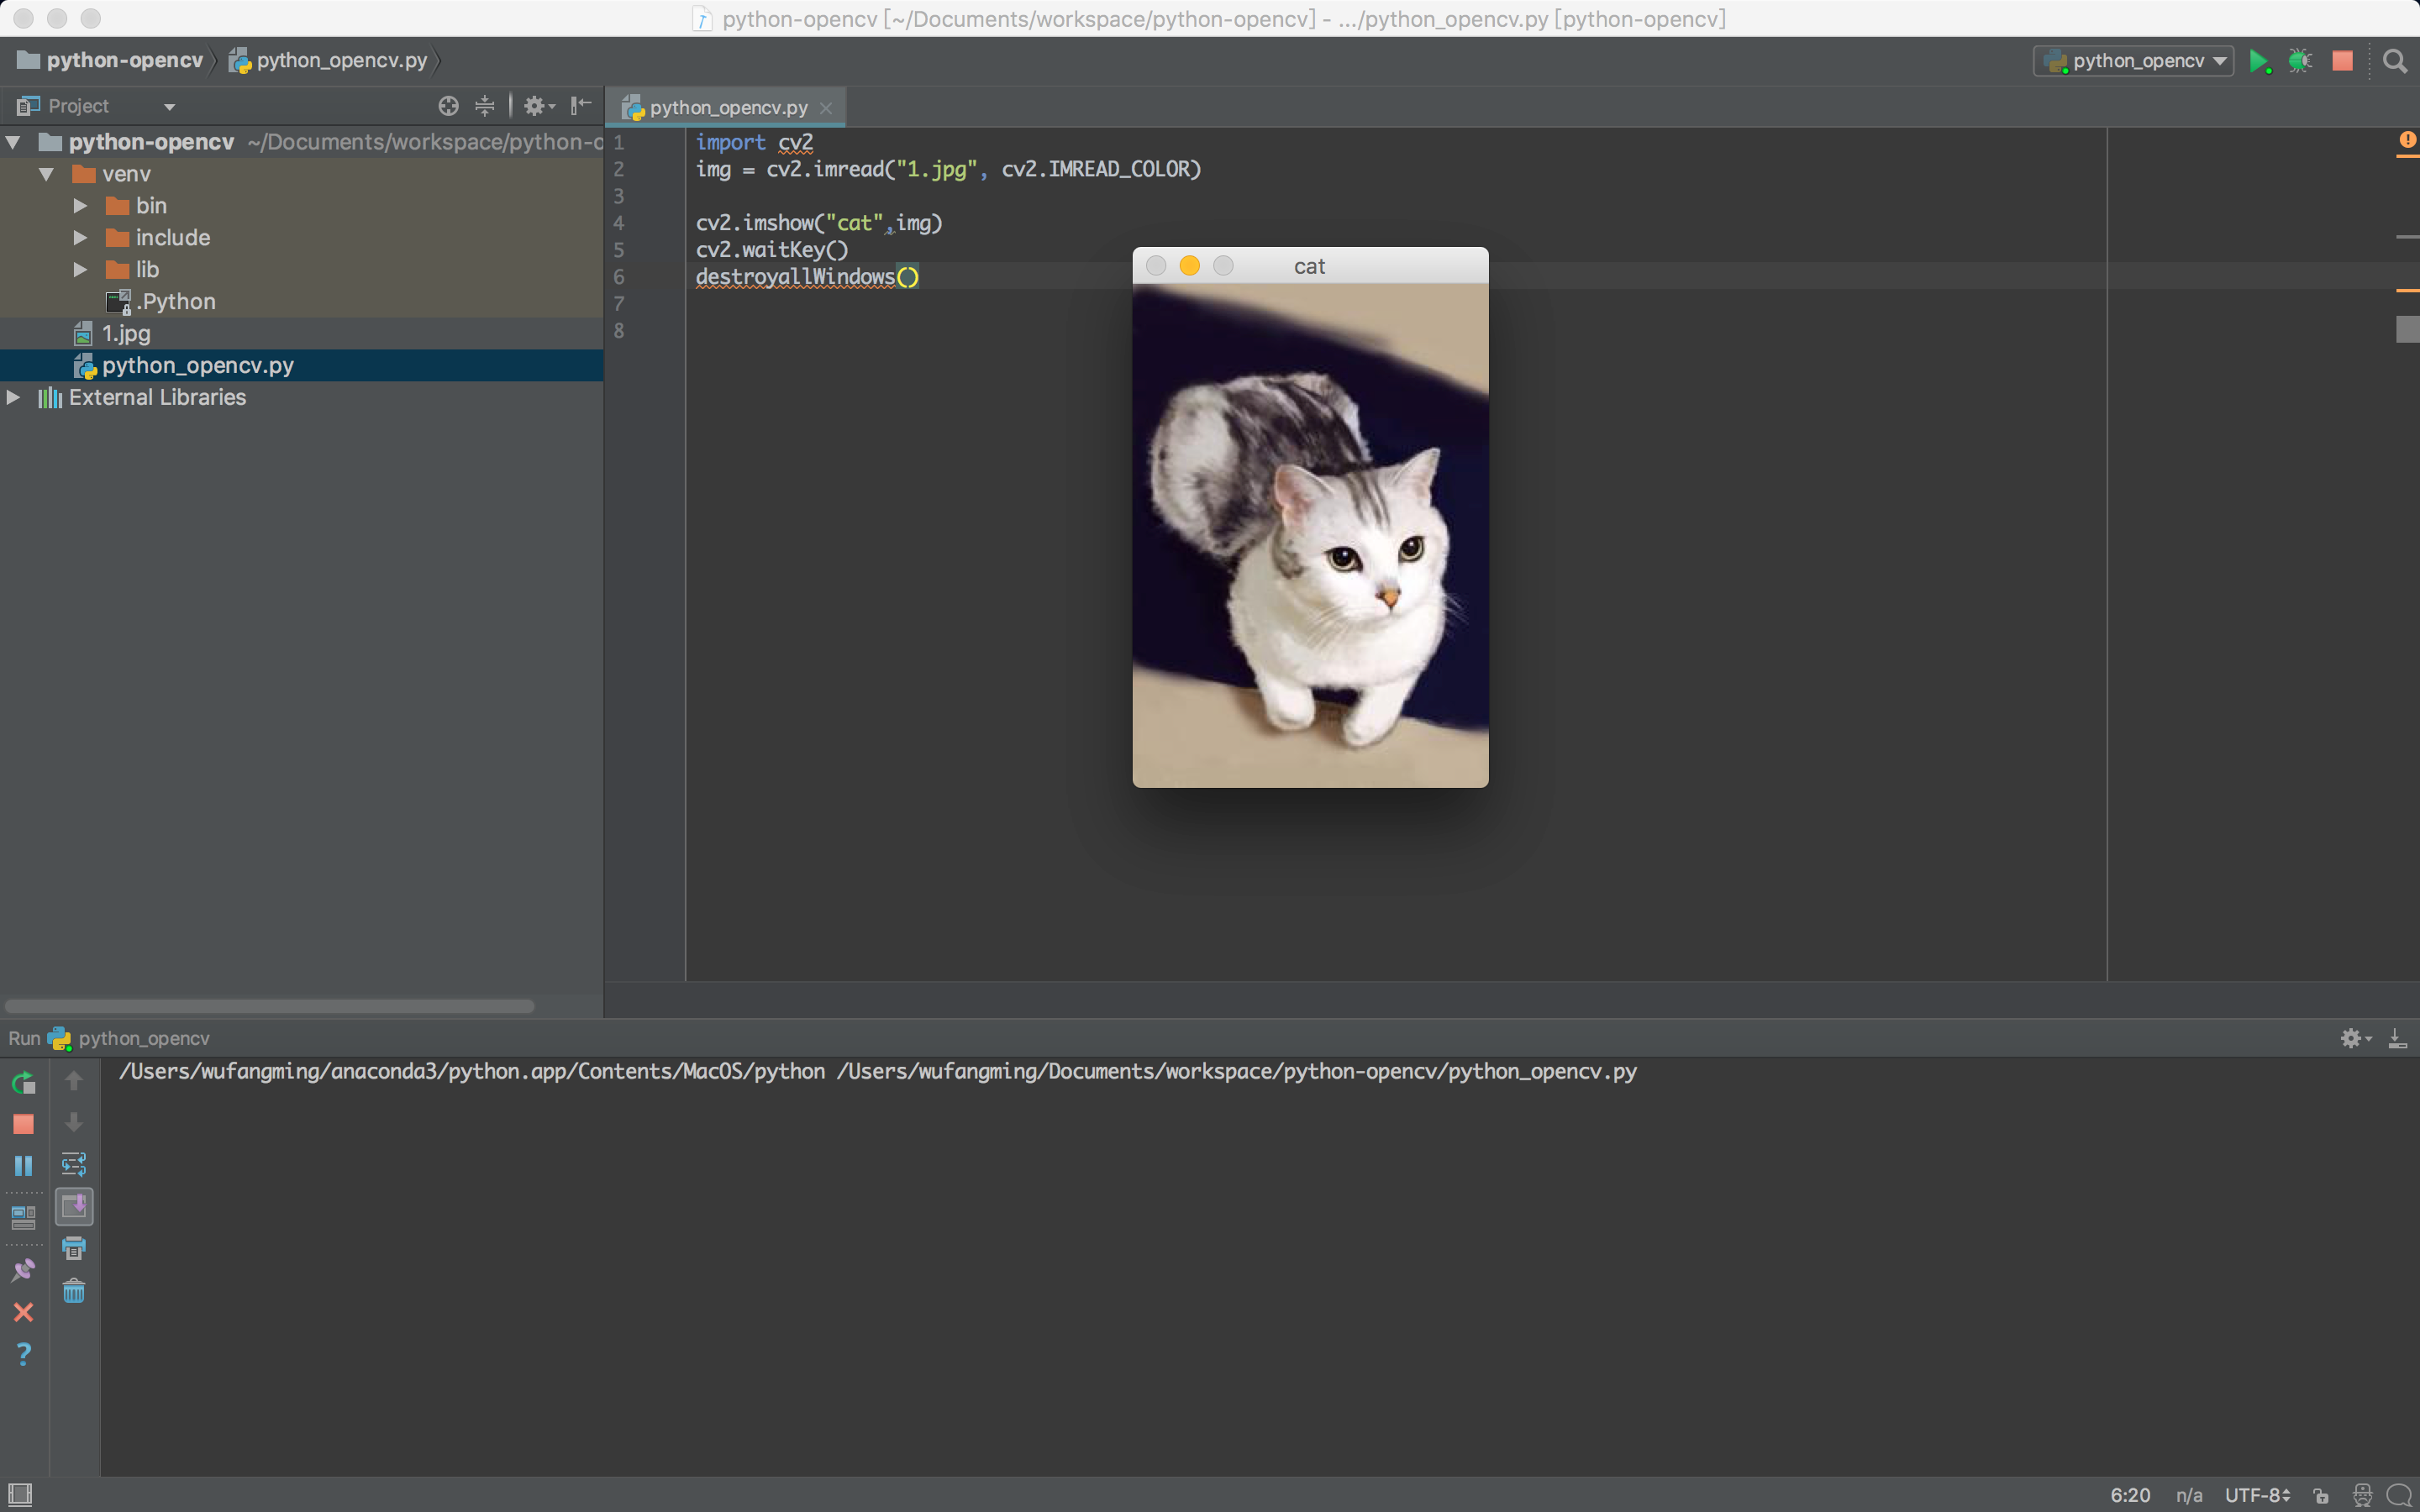 python-opencv [~/Documents/workspace/python-opencv] - .../python_opencv.py [python-opencv]
python-opencv
python_opencv.py
python_opencv
Project
python_opencv.py
python-opencv ~/Documents/workspace/python-o
venv
bin
include
lib
.Python
1.jpg
python_opencv.py
External Libraries
1 import cv2
2 img = cv2.imread("1.jpg", cv2.IMREAD_COLOR)
3
4 cv2.imshow("cat",img)
5 cv2.waitKey()
6 destroyallWindows()
7
8
cat
Run python_opencv
/Users/wufangming/anaconda3/python.app/Contents/MacOS/python /Users/wufangming/Documents/workspace/python-opencv/python_opencv.py
6:20 n/a UTF-8